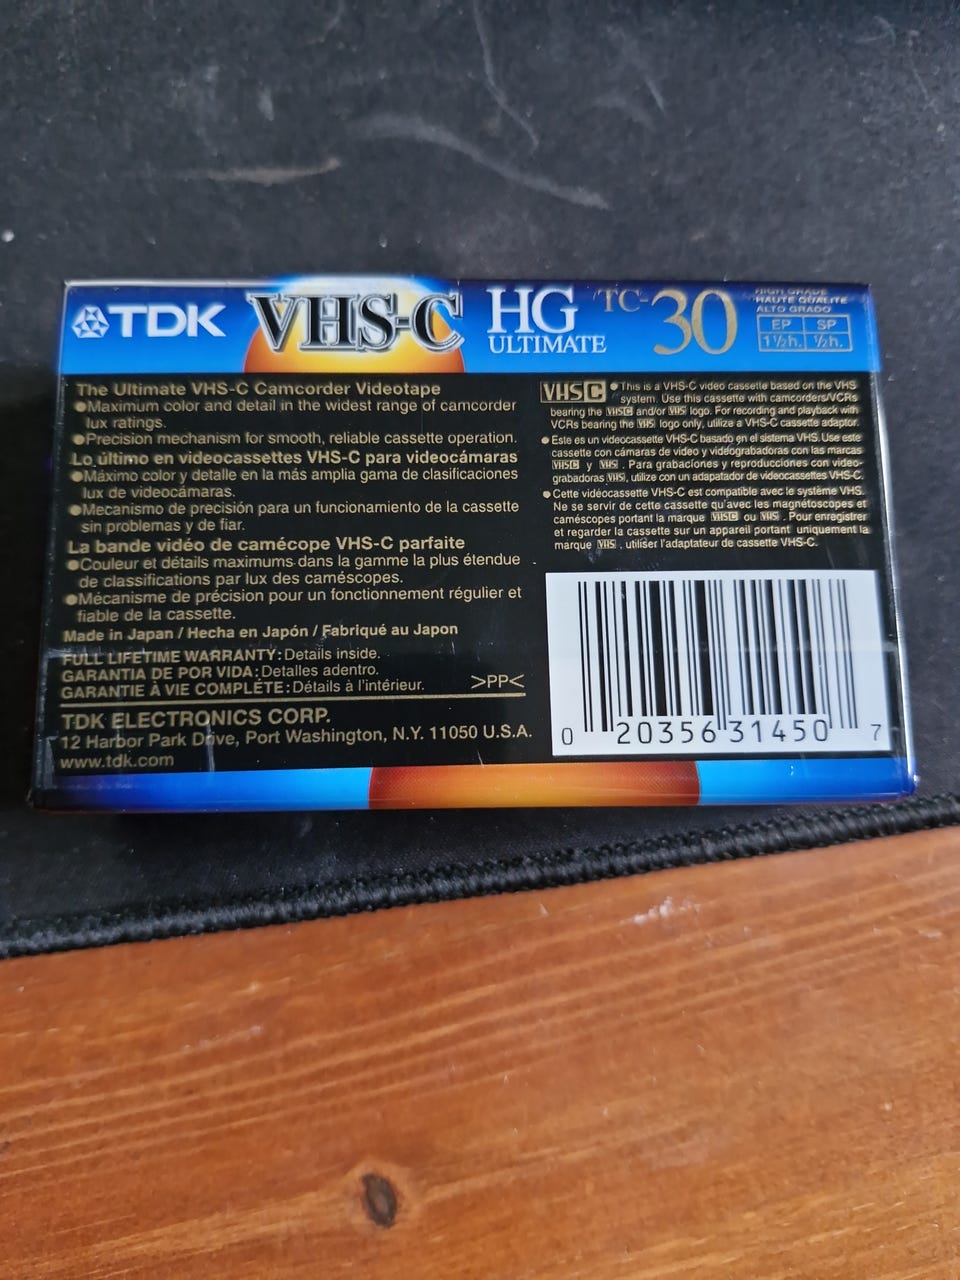 TDK VHS-C HG ULTIMATE TC-30
HIGH GRADE
HAUTE QUALITÉ
ALTO GRADO
EP SP
1 ½h. ½h.
The Ultimate VHS-C Camcorder Videotape
●Maximum color and detail in the widest range of camcorder
lux ratings.
●Precision mechanism for smooth, reliable cassette operation.
Lo último en videocassettes VHS-C para videocámaras
●Máximo color y detalle en la más amplia gama de clasificaciones
lux de videocámaras.
●Mecanismo de precisión para un funcionamiento de la cassette
sin problemas y de fiar.
La bande vidéo de camécope VHS-C parfaite
●Couleur et détails maximums dans la gamme la plus étendue
de classifications par lux des caméscopes.
●Mécanisme de précision pour un fonctionnement régulier et
fiable de la cassette.
Made in Japan / Hecha en Japón / Fabriqué au Japon
FULL LIFETIME WARRANTY: Details inside.
GARANTIA DE POR VIDA: Detalles adentro.
GARANTIE À VIE COMPLÈTE: Détails à l'intérieur.
>PP<
TDK ELECTRONICS CORP.
12 Harbor Park Drive, Port Washington, N.Y. 11050 U.S.A.
www.tdk.com
VHSC ●This is a VHS-C video cassette based on the VHS
system. Use this cassette with camcorders/VCRs
bearing the VHSC and/or VHS logo. For recording and playback with
VCRs bearing the VHS logo only, utilize a VHS-C cassette adaptor.
●Este es un videocassette VHS-C basado en el sistema VHS. Use este
cassette con cámaras de video y videograbadoras con las marcas
VHSC y VHS. Para grabaciones y reproducciones con video-
grabadoras VHS, utilize con un adapatador de videocassettes VHS-C.
●Cette vidéocassette VHS-C est compatible avec le système VHS.
Ne se servir de cette cassette qu'avec les magnétoscopes et
caméscopes portant la marque VHSC ou VHS. Pour enregistrer
et regarder la cassette sur un appareil portant uniquement la
marque VHS, utiliser l'adaptateur de cassette VHS-C.
0 20356 31450 7